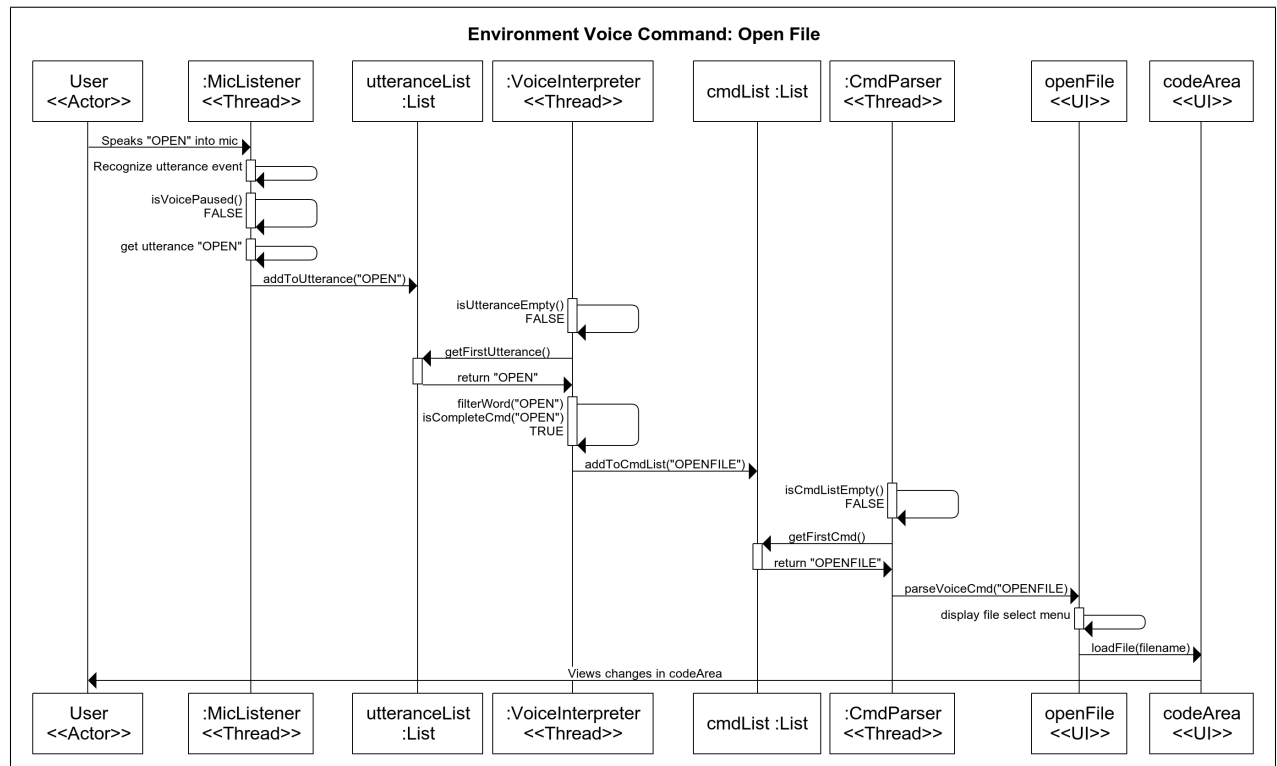 Environment Voice Command: Open File
User
<<Actor>>
:MicListener
<<Thread>>
utteranceList
:List
:VoiceInterpreter
<<Thread>>
cmdList :List
:CmdParser
<<Thread>>
openFile
<<UI>>
codeArea
<<UI>>
Speaks "OPEN" into mic
Recognize utterance event
isVoicePaused()
FALSE
get utterance "OPEN"
addToUtterance("OPEN")
isUtteranceEmpty()
FALSE
getFirstUtterance()
return "OPEN"
filterWord("OPEN")
isCompleteCmd("OPEN")
TRUE
addToCmdList("OPENFILE")
isCmdListEmpty()
FALSE
getFirstCmd()
return "OPENFILE"
parseVoiceCmd("OPENFILE)
display file select menu
loadFile(filename)
Views changes in codeArea
User
<<Actor>>
:MicListener
<<Thread>>
utteranceList
:List
:VoiceInterpreter
<<Thread>>
cmdList :List
:CmdParser
<<Thread>>
openFile
<<UI>>
codeArea
<<UI>>